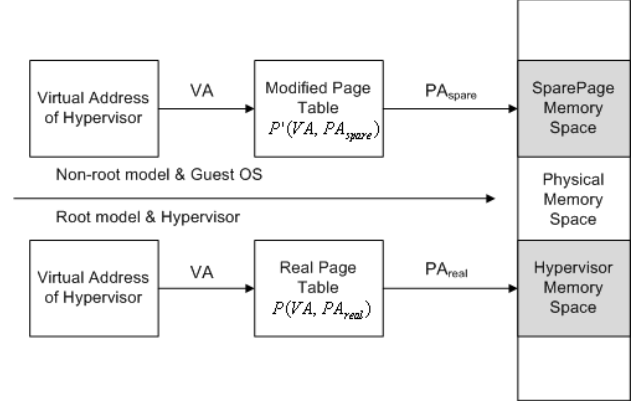 Virtual Address
of Hypervisor
VA
Modified Page
Table
P'(VA, PAspare)
PAspare
SparePage
Memory
Space
Non-root model & Guest OS
Physical
Memory
Space
Root model & Hypervisor
Virtual Address
of Hypervisor
VA
Real Page
Table
P(VA, PAreal)
PAreal
Hypervisor
Memory
Space